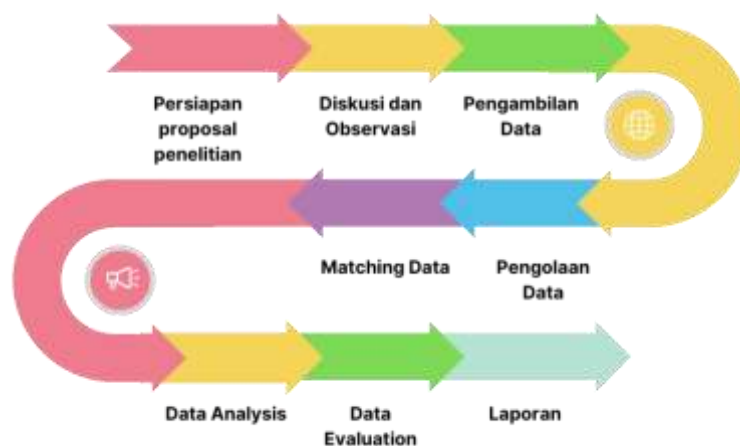 Persiapan
proposal
penelitian
Diskusi dan
Observasi
Pengambilan
Data
Pengolaan
Data
Matching Data
Data Analysis
Data
Evaluation
Laporan